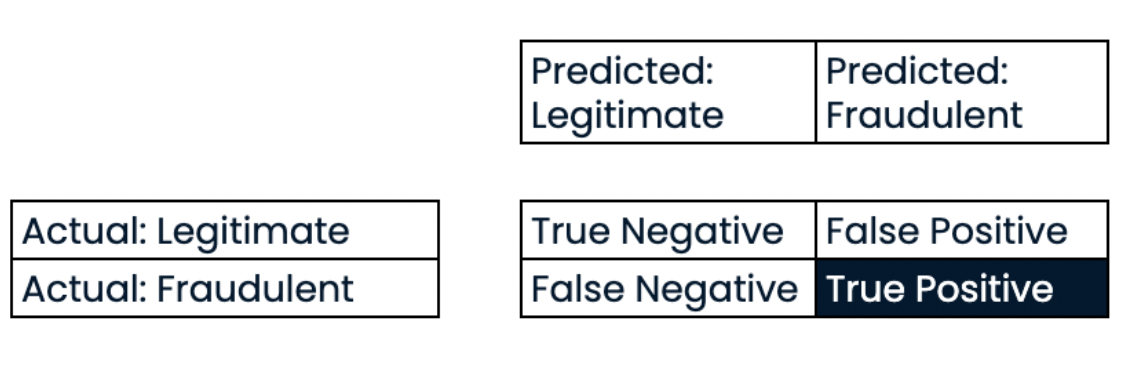 Predicted:
Legitimate
Predicted:
Fraudulent
Actual: Legitimate
True Negative
False Positive
Actual: Fraudulent
False Negative
True Positive